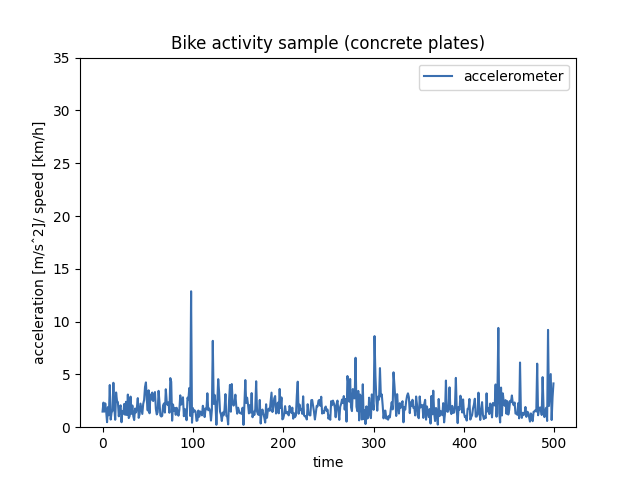 Bike activity sample (concrete plates)
accelerometer
acceleration [m/sˆ2]/ speed [km/h]
35
30
25
20
15
10
5
0
0 100 200 300 400 500
time